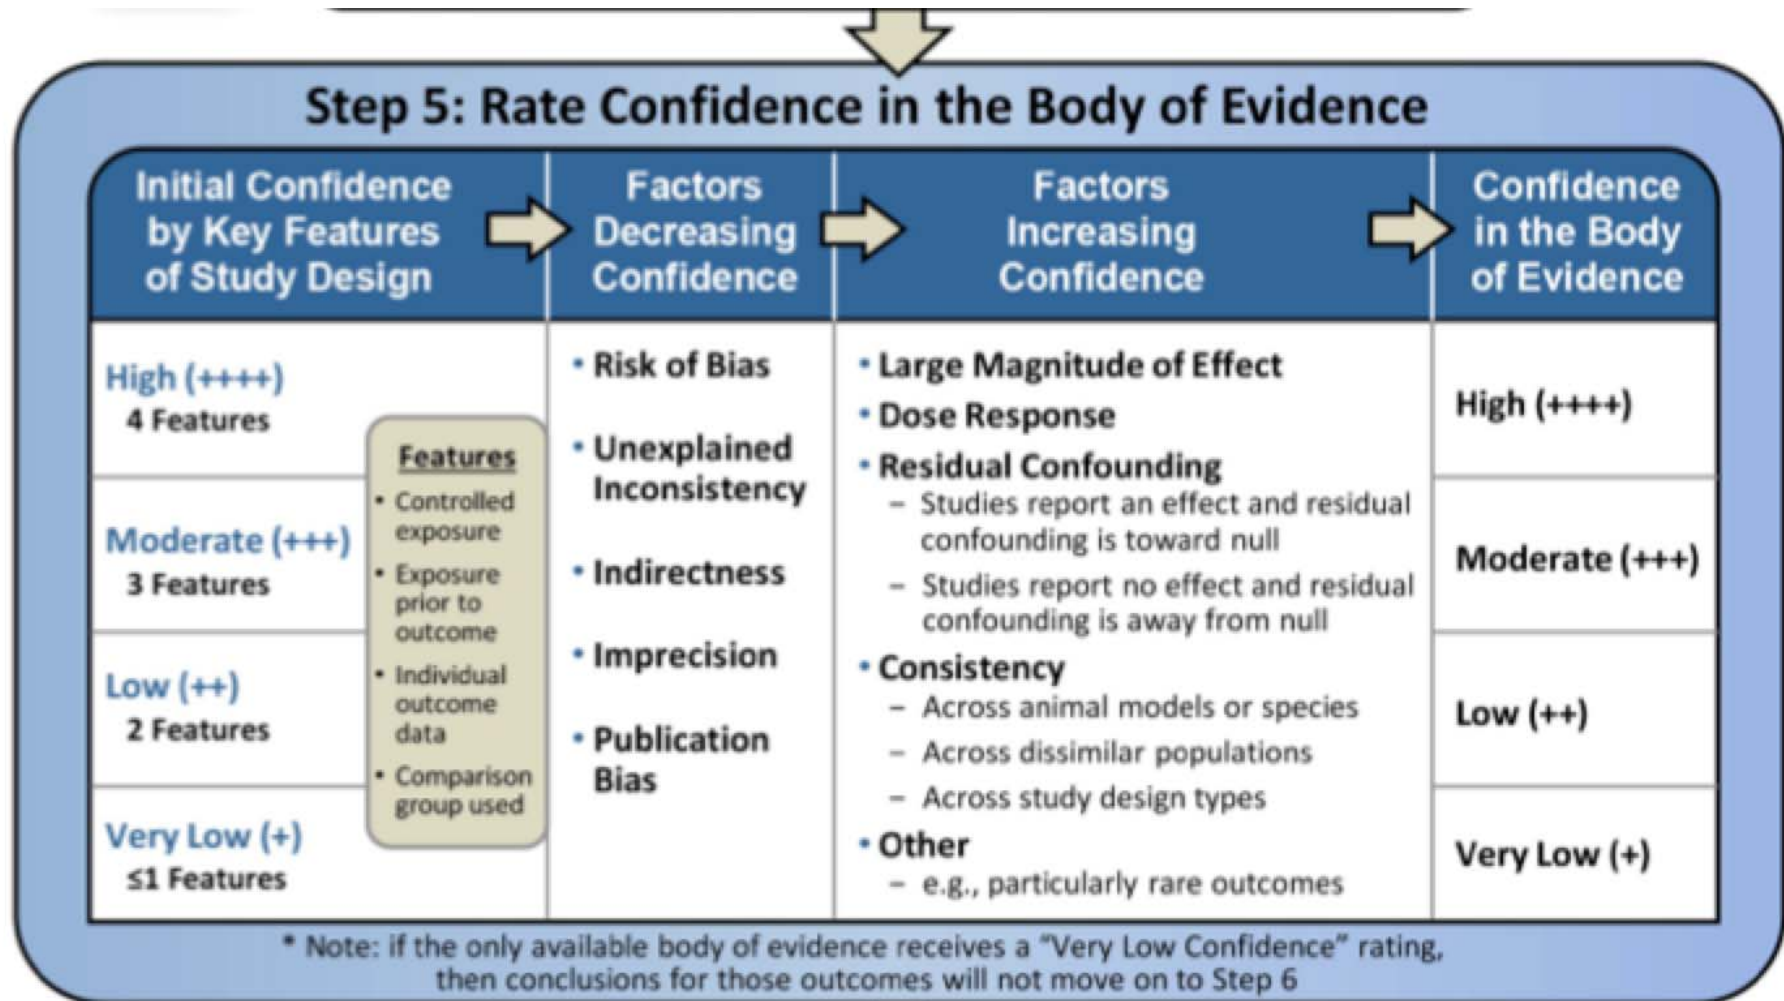 Step 5: Rate Confidence in the Body of Evidence
Initial Confidence
by Key Features
of Study Design
Factors
Decreasing
Confidence
Factors
Increasing
Confidence
Confidence
in the Body
of Evidence
High (++++)
4 Features
Moderate (+++)
3 Features
Low (++)
2 Features
Very Low (+)
≤1 Features
Features
• Controlled
exposure
• Exposure
prior to
outcome
• Individual
outcome
data
• Comparison
group used
• Risk of Bias
• Unexplained
Inconsistency
• Indirectness
• Imprecision
• Publication
Bias
• Large Magnitude of Effect
• Dose Response
• Residual Confounding
– Studies report an effect and residual
confounding is toward null
– Studies report no effect and residual
confounding is away from null
• Consistency
– Across animal models or species
– Across dissimilar populations
– Across study design types
• Other
– e.g., particularly rare outcomes
High (++++)
Moderate (+++)
Low (++)
Very Low (+)
* Note: if the only available body of evidence receives a “Very Low Confidence” rating,
then conclusions for those outcomes will not move on to Step 6